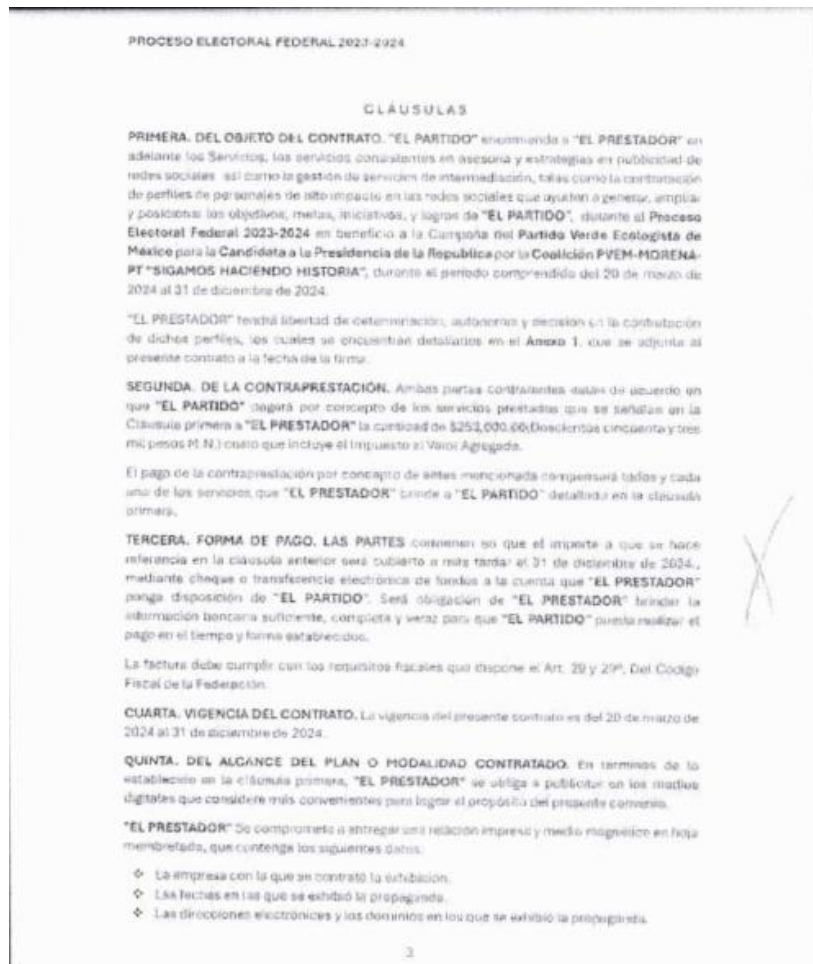 PROCESO ELECTORAL FEDERAL 2023-2024
CLÁUSULAS
PRIMERA. DEL OBJETO DEL CONTRATO. "EL PARTIDO" encomienda a "EL PRESTADOR" en
adelante los Servicios, los servicios consistentes en asesoría y estrategias en publicidad de
redes sociales así como la gestión de servicios de intermediación, tales como la contratación
de perfiles de personales de alto impacto en las redes sociales que ayuden a generar, ampliar
y posicionar los objetivos, metas, iniciativas, y logros de "EL PARTIDO", durante el Proceso
Electoral Federal 2023-2024 en beneficio a la Campaña del Partido Verde Ecologista de
México para la Candidata a la Presidencia de la Republica por la Coalición PVEM-MORENA-
PT "SIGAMOS HACIENDO HISTORIA", durante el periodo comprendido del 20 de marzo de
2024 al 31 de diciembre de 2024.
"EL PRESTADOR" tendrá libertad de determinación, autonomía y decisión en la contratación
de dichos perfiles, los cuales se encuentran detallados en el Anexo 1, que se adjunta al
presente contrato a la fecha de la firma.
SEGUNDA. DE LA CONTRAPRESTACIÓN. Ambas partes contratantes están de acuerdo en
que "EL PARTIDO" pagará por concepto de los servicios prestados que se señalan en la
Cláusula primera a "EL PRESTADOR" la cantidad de $253,000.00(Doscientos cincuenta y tres
mil pesos M.N.) costo que incluye el Impuesto al Valor Agregado.
El pago de la contraprestación por concepto de antes mencionada compensará todos y cada
uno de los servicios que "EL PRESTADOR" brinde a "EL PARTIDO" detallada en la cláusula
primera.
TERCERA. FORMA DE PAGO. LAS PARTES convienen en que el importe a que se hace
referencia en la cláusula anterior será cubierto a más tardar el 31 de diciembre de 2024.,
mediante cheque o transferencia electrónica de fondos a la cuenta que "EL PRESTADOR"
ponga disposición de "EL PARTIDO". Será obligación de "EL PRESTADOR" brindar la
información bancaria suficiente, completa y veraz para que "EL PARTIDO" pueda realizar el
pago en el tiempo y forma establecidos.
La factura debe cumplir con los requisitos fiscales que dispone el Art. 29 y 29ª. Del Código
Fiscal de la Federación.
CUARTA. VIGENCIA DEL CONTRATO. La vigencia del presente contrato es del 20 de marzo de
2024 al 31 de diciembre de 2024.
QUINTA. DEL ALCANCE DEL PLAN O MODALIDAD CONTRATADO. En términos de lo
establecido en la cláusula primera, "EL PRESTADOR" se obliga a publicitar en los medios
digitales que considere más convenientes para lograr el propósito del presente convenio.
"EL PRESTADOR" Se compromete a entregar una relación impresa y medio magnético en hoja
membretada, que contenga los siguientes datos.
❖ La empresa con la que se contrató la exhibición.
❖ Las fechas en las que se exhibió la propaganda.
❖ Las direcciones electrónicas y los dominios en los que se exhibió la propaganda.
3